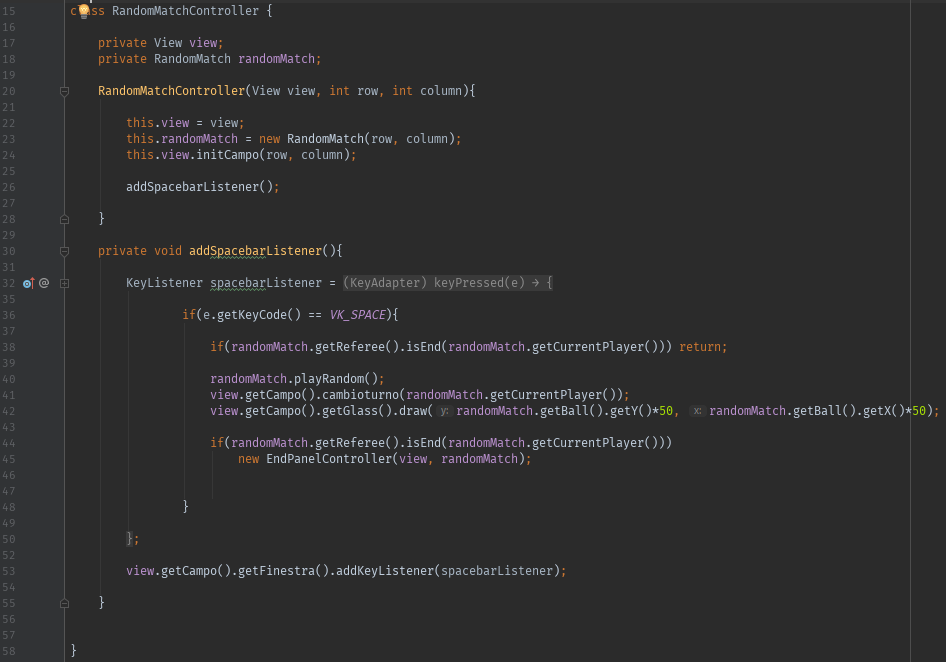 15 class RandomMatchController {
16
17 private View view;
18 private RandomMatch randomMatch;
19
20 RandomMatchController(View view, int row, int column){
21
22 this.view = view;
23 this.randomMatch = new RandomMatch(row, column);
24 this.view.initCampo(row, column);
25
26 addSpacebarListener();
27
28 }
29
30 private void addSpacebarListener(){
31
32 @ KeyListener spacebarListener = (KeyAdapter) keyPressed(e) → {
35
36 if(e.getKeyCode() == VK_SPACE){
37
38 if(randomMatch.getReferee().isEnd(randomMatch.getCurrentPlayer())) return;
39
40 randomMatch.playRandom();
41 view.getCampo().cambioturno(randomMatch.getCurrentPlayer());
42 view.getCampo().getGlass().draw( y: randomMatch.getBall().getY()*50, x: randomMatch.getBall().getX()*50);
43
44 if(randomMatch.getReferee().isEnd(randomMatch.getCurrentPlayer()))
45 new EndPanelController(view, randomMatch);
46
47
48 }
49
50 };
52
53 view.getCampo().getFinestra().addKeyListener(spacebarListener);
54
55 }
56
57
58 }